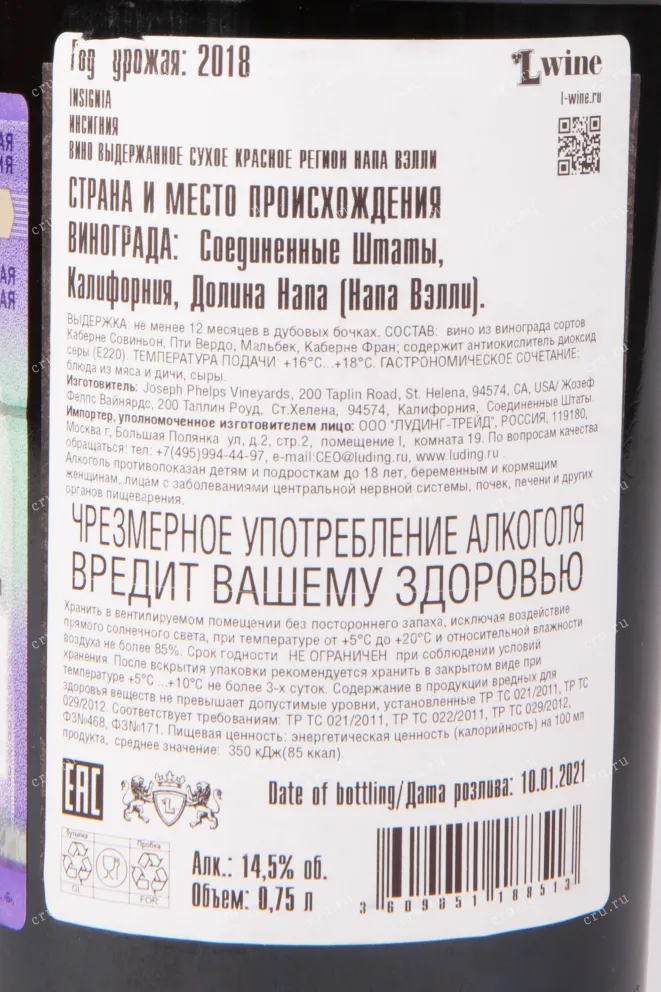 Год урожая: 2018
L wine
l-wine.ru
INSIGNIA
ИНСИГНИЯ
ВИНО ВЫДЕРЖАННОЕ СУХОЕ КРАСНОЕ РЕГИОН НАПА ВЭЛЛИ
СТРАНА И МЕСТО ПРОИСХОЖДЕНИЯ
ВИНОГРАДА: Соединенные Штаты,
Калифорния, Долина Напа (Напа Вэлли).
ВЫДЕРЖКА: не менее 12 месяцев в дубовых бочках. СОСТАВ: вино из винограда сортов
Каберне Совиньон, Пти Вердо, Мальбек, Каберне Фран; содержит антиокислитель диоксид
серы (Е220). ТЕМПЕРАТУРА ПОДАЧИ: +16°С...+18°С. ГАСТРОНОМИЧЕСКОЕ СОЧЕТАНИЕ:
блюда из мяса и дичи, сыры.
Изготовитель: Joseph Phelps Vineyards, 200 Taplin Road, St. Helena, 94574, CA, USA/ Жозеф
Фелпс Вайнярдс, 200 Таплин Роуд, Ст.Хелена, 94574, Калифорния, Соединенные Штаты.
Импортер, уполномоченное изготовителем лицо: ООО "ЛУДИНГ-ТРЕЙД", РОССИЯ, 119180,
Москва г, Большая Полянка ул, д.2, стр.2, помещение I, комната 19. По вопросам качества
обращаться: тел: +7(495)994-44-97, e-mail:CEO@luding.ru, www.luding.ru .
Алкоголь противопоказан детям и подросткам до 18 лет, беременным и кормящим
женщинам, лицам с заболеваниями центральной нервной системы, почек, печени и других
органов пищеварения.
ЧРЕЗМЕРНОЕ УПОТРЕБЛЕНИЕ АЛКОГОЛЯ
ВРЕДИТ ВАШЕМУ ЗДОРОВЬЮ
Хранить в вентилируемом помещении без постороннего запаха, исключая воздействие
прямого солнечного света, при температуре от +5°С до +20°С и относительной влажности
воздуха не более 85%. Срок годности НЕ ОГРАНИЧЕН при соблюдении условий
хранения. После вскрытия упаковки рекомендуется хранить в закрытом виде при
температуре +5°С ...+10°С не более 3-х суток. Содержание в продукции вредных для
здоровья веществ не превышает допустимые уровни, установленные ТР ТС 021/2011, ТР ТС
029/2012. Соответствует требованиям: ТР ТС 021/2011, ТР ТС 022/2011, ТР ТС 029/2012,
ФЗ№468, ФЗ№171. Пищевая ценность: энергетическая ценность (калорийность) на 100 мл
продукта, среднее значение: 350 кДж(85 ккал).
EAC
L
Date of bottling/Дата розлива: 10.01.2021
Бутылка
Пробка
GL
FOR
Алк.: 14,5% об.
Объем: 0,75 л
3 609051 188513